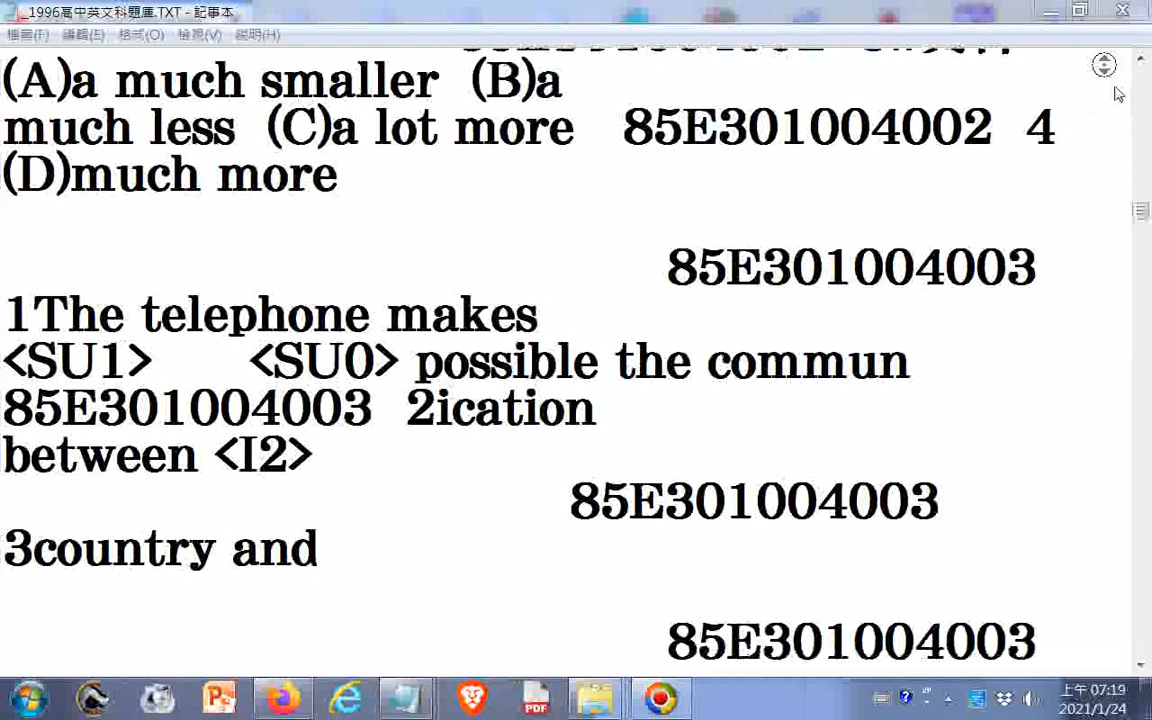 _1996高中英文科題庫.TXT - 記事本
檔案(F) 編輯(E) 格式(O) 檢視(V) 說明(H)
(A)a much smaller (B)a
much less (C)a lot more 85E301004002 4
(D)much more
85E301004003
1The telephone makes
<SU1> <SU0> possible the commun
85E301004003 2ication
between <I2>
85E301004003
3country and
85E301004003
PDF
上午 07:19
2021/1/24